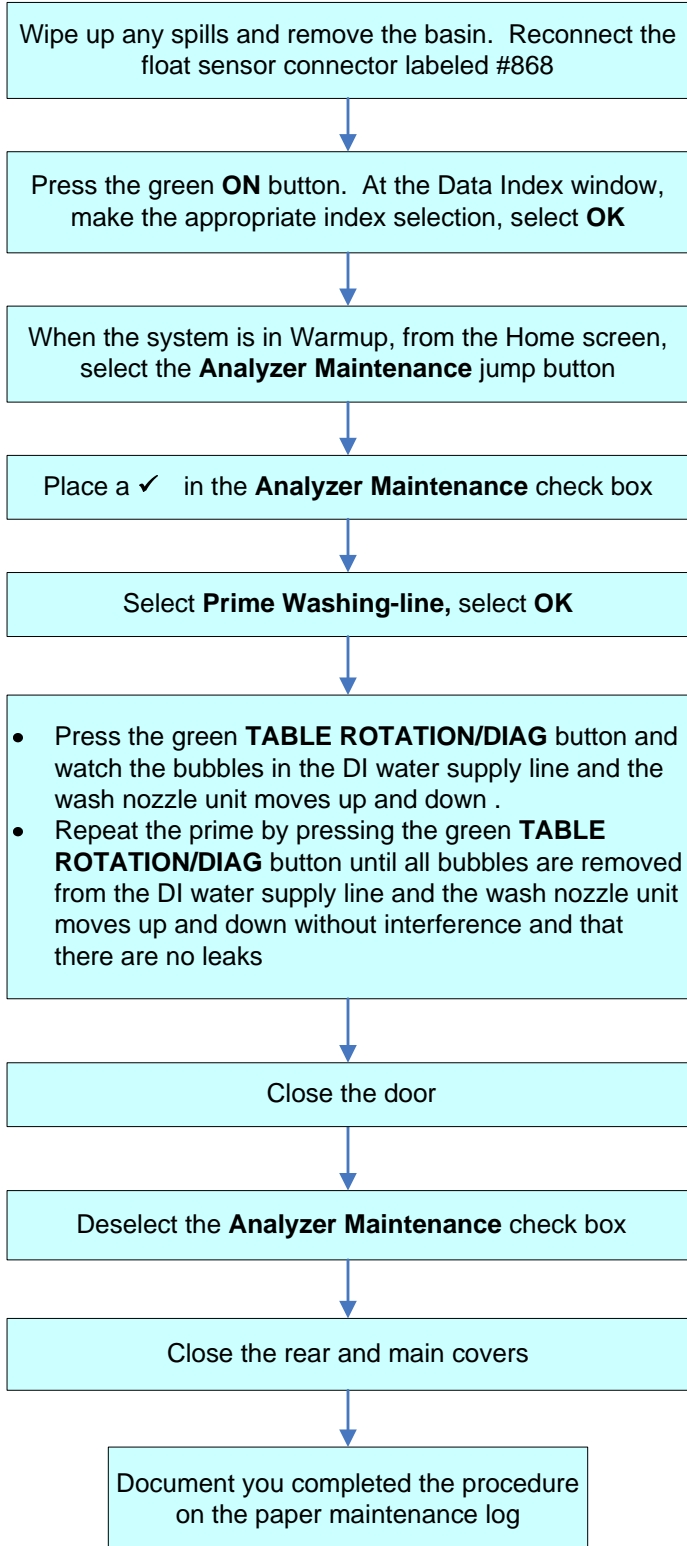 Wipe up any spills and remove the basin.  Reconnect the
float sensor connector labeled #868
Press the green ON button.  At the Data Index window,
make the appropriate index selection, select OK
When the system is in Warmup, from the Home screen,
select the Analyzer Maintenance jump button
Place a ✓ in the Analyzer Maintenance check box
Select Prime Washing-line, select OK
• Press the green TABLE ROTATION/DIAG button and
watch the bubbles in the DI water supply line and the
wash nozzle unit moves up and down .
• Repeat the prime by pressing the green TABLE
ROTATION/DIAG button until all bubbles are removed
from the DI water supply line and the wash nozzle unit
moves up and down without interference and that
there are no leaks
Close the door
Deselect the Analyzer Maintenance check box
Close the rear and main covers
Document you completed the procedure
on the paper maintenance log